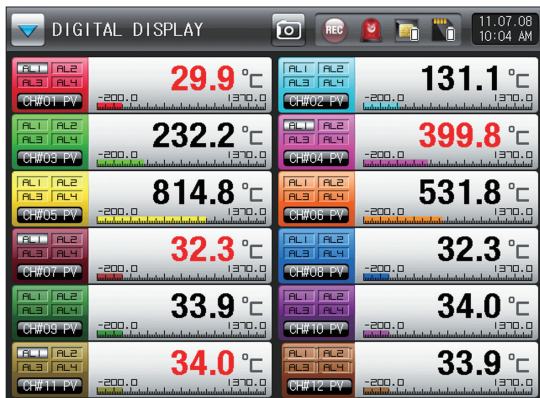 DIGITAL DISPLAY REC 11.07.08
10:04 AM
AL1 AL2
AL3 AL4
CH#01 PV
29.9 °C
-200.0 1370.0
AL1 AL2
AL3 AL4
CH#02 PV
131.1 °C
-200.0 1370.0
AL1 AL2
AL3 AL4
CH#03 PV
232.2 °C
-200.0 1370.0
AL1 AL2
AL3 AL4
CH#04 PV
399.8 °C
-200.0 1370.0
AL1 AL2
AL3 AL4
CH#05 PV
814.8 °C
-200.0 1370.0
AL1 AL2
AL3 AL4
CH#06 PV
531.8 °C
-200.0 1370.0
AL1 AL2
AL3 AL4
CH#07 PV
32.3 °C
-200.0 1370.0
AL1 AL2
AL3 AL4
CH#08 PV
32.3 °C
-200.0 1370.0
AL1 AL2
AL3 AL4
CH#09 PV
33.9 °C
-200.0 1370.0
AL1 AL2
AL3 AL4
CH#10 PV
34.0 °C
-200.0 1370.0
AL1 AL2
AL3 AL4
CH#11 PV
34.0 °C
-200.0 1370.0
AL1 AL2
AL3 AL4
CH#12 PV
33.9 °C
-200.0 1370.0